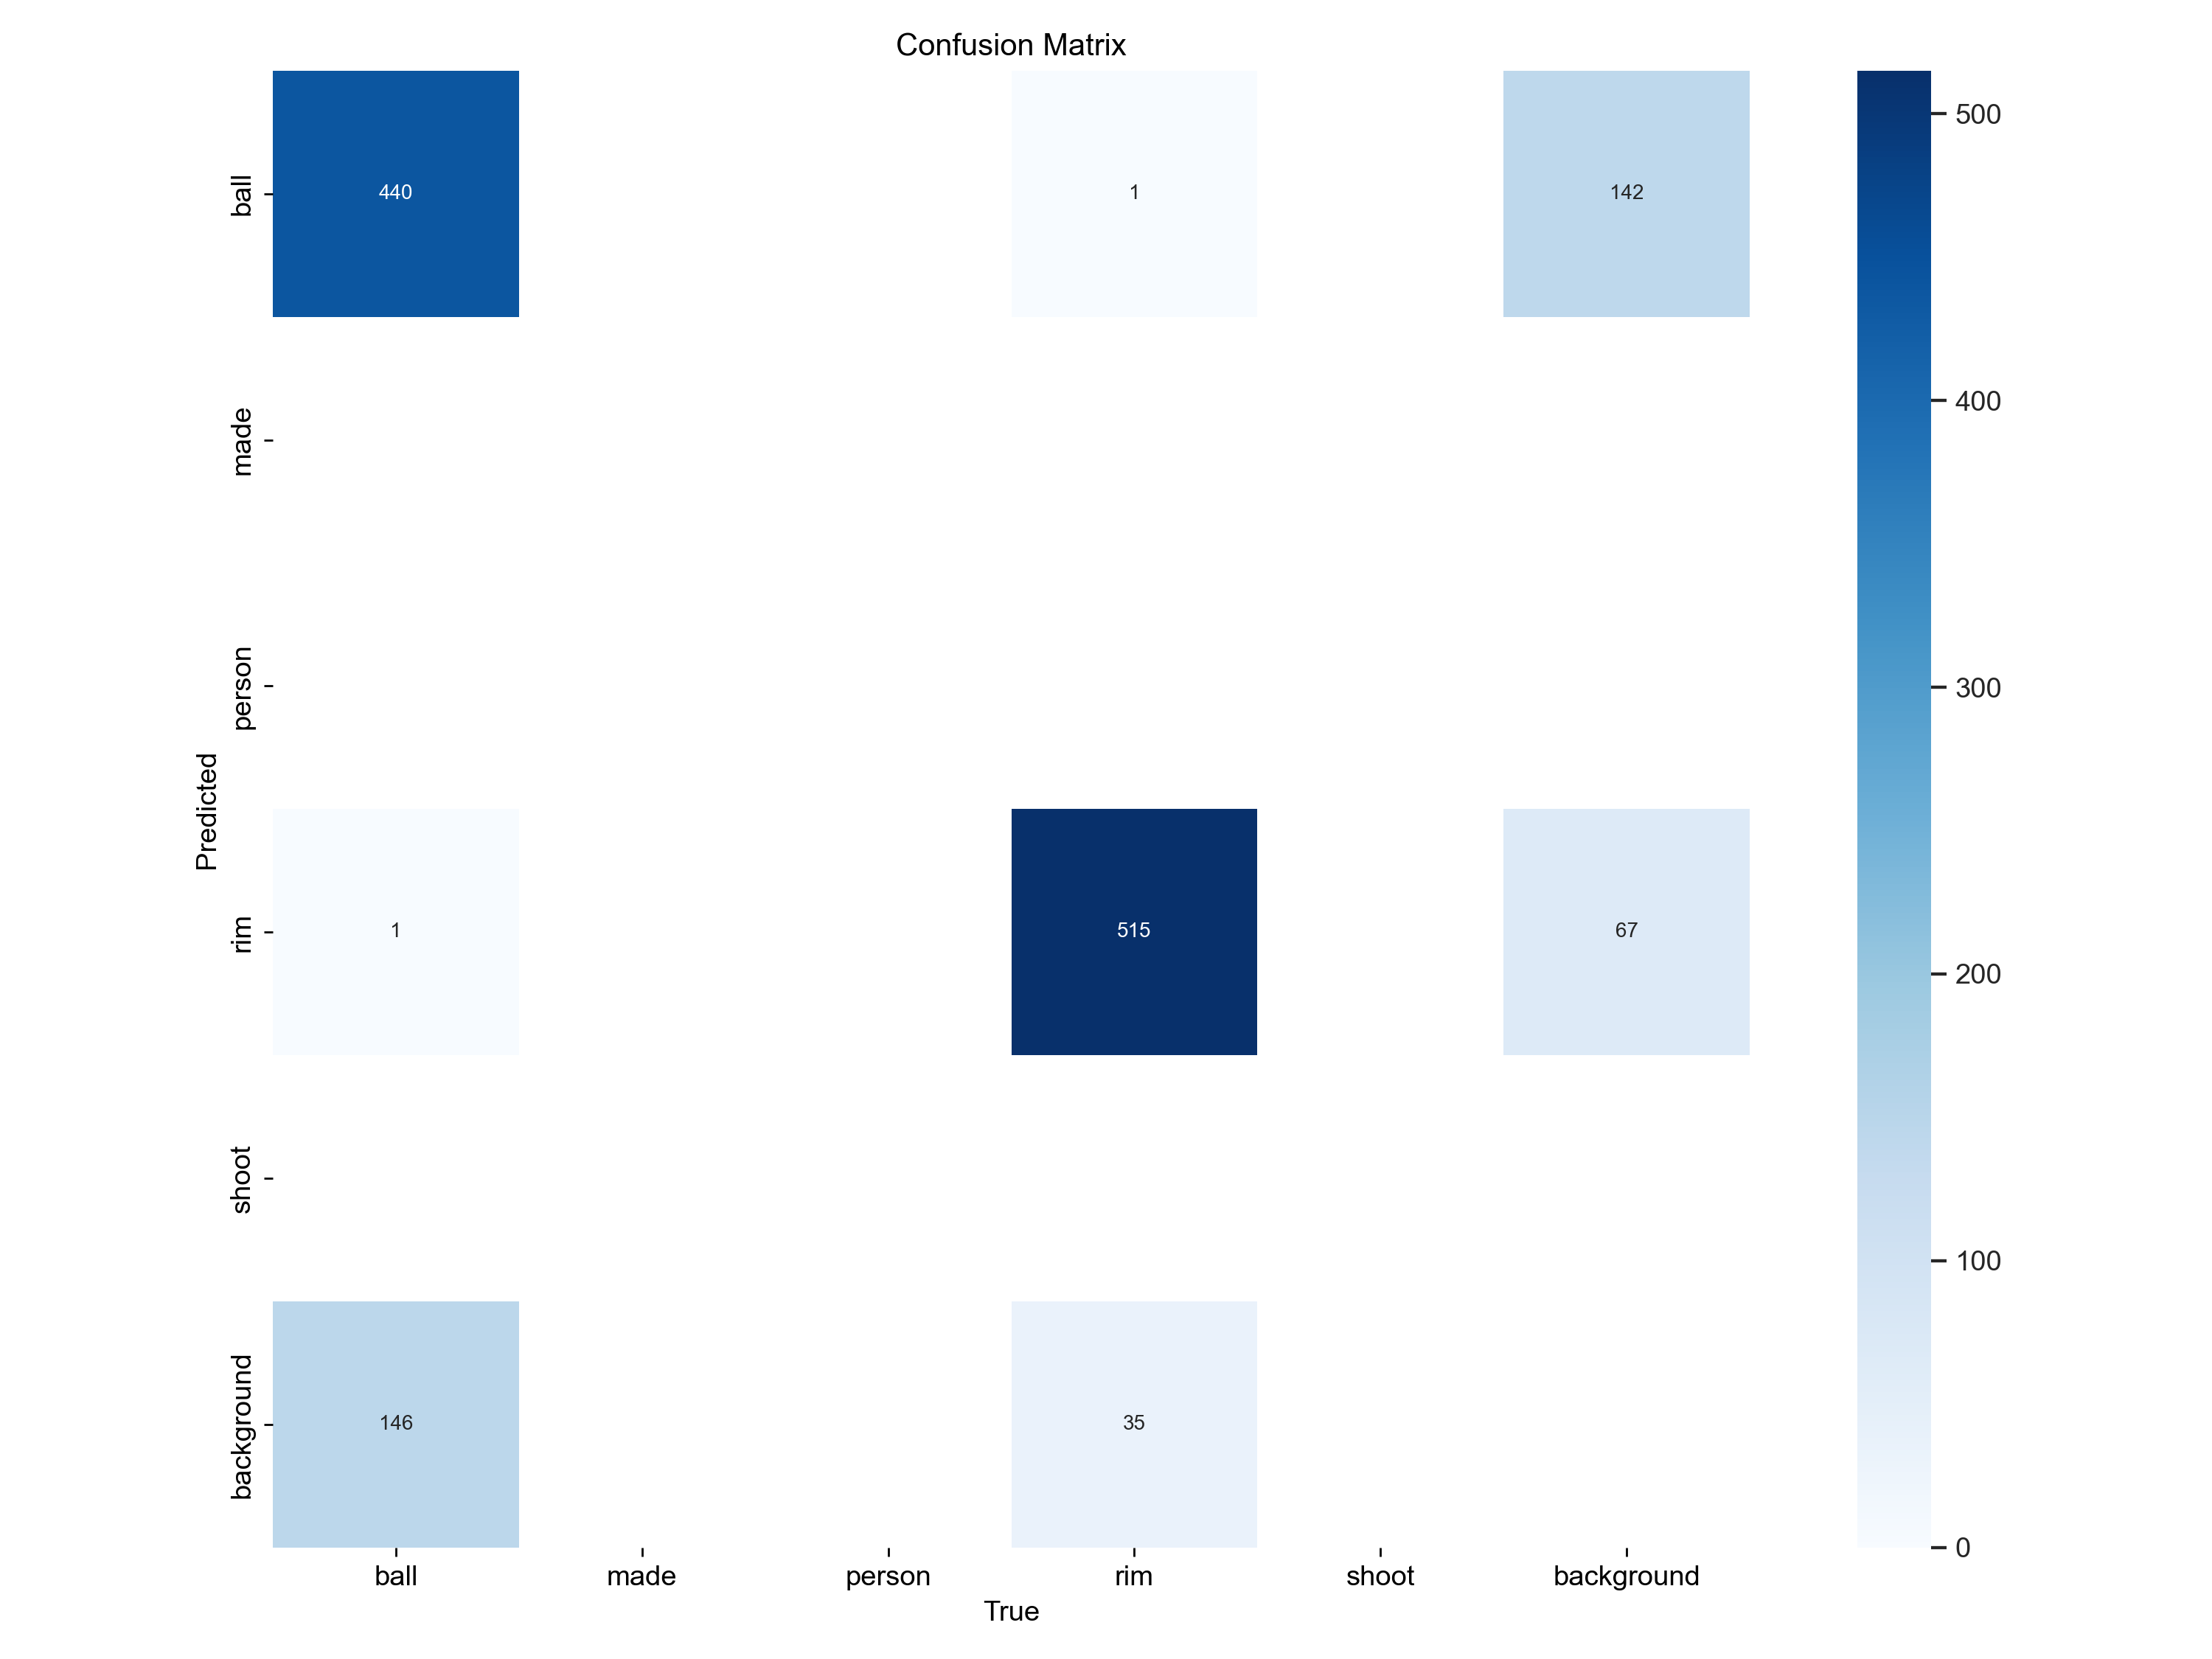 Confusion Matrix
ball
440
1
142
500
400
made
person
300
Predicted
rim
1
515
67
200
shoot
100
background
146
35
0
ball made person rim shoot background
True